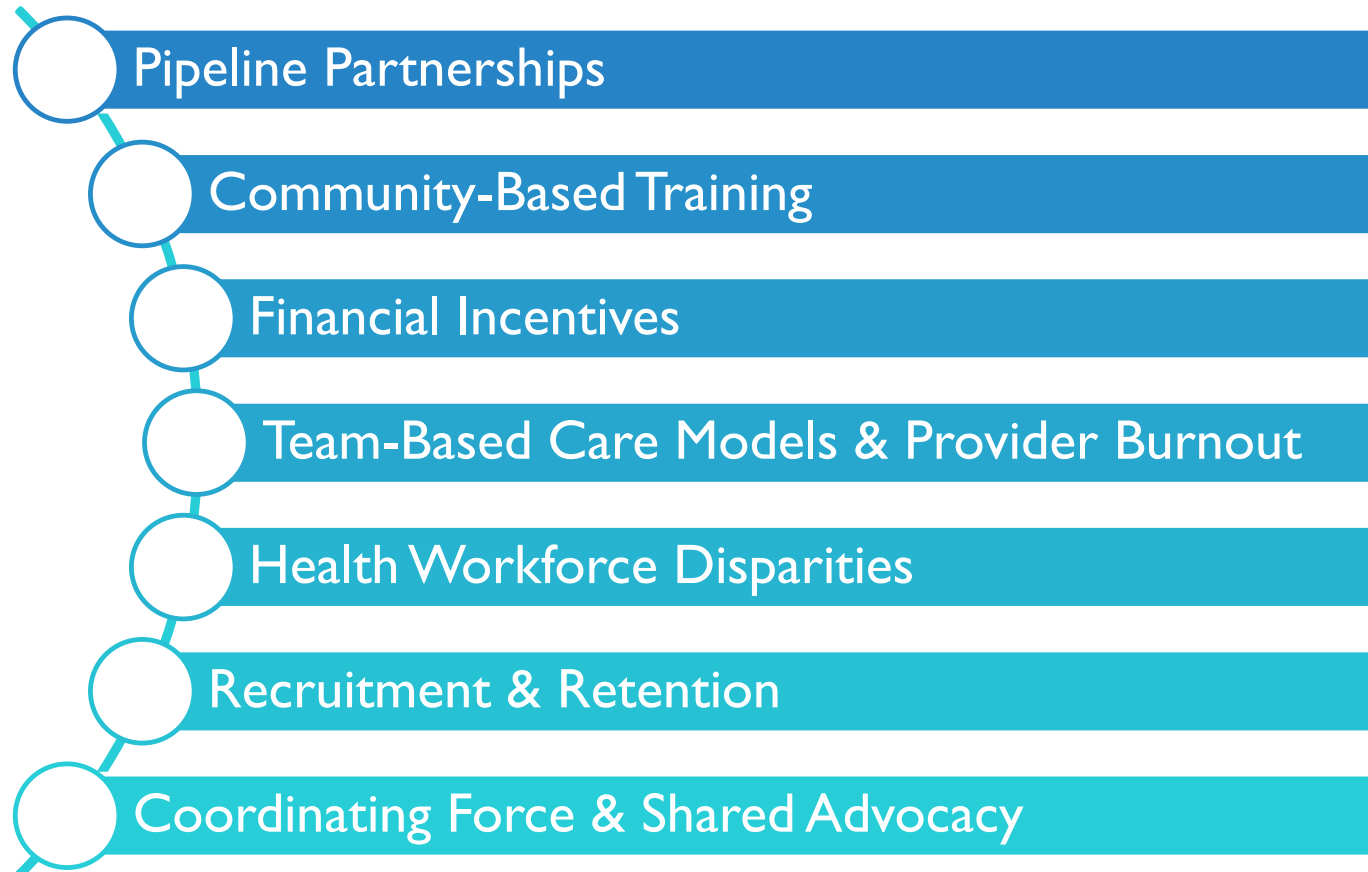 Pipeline Partnerships
Community-Based Training
Financial Incentives
Team-Based Care Models & Provider Burnout
Health Workforce Disparities
Recruitment & Retention
Coordinating Force & Shared Advocacy